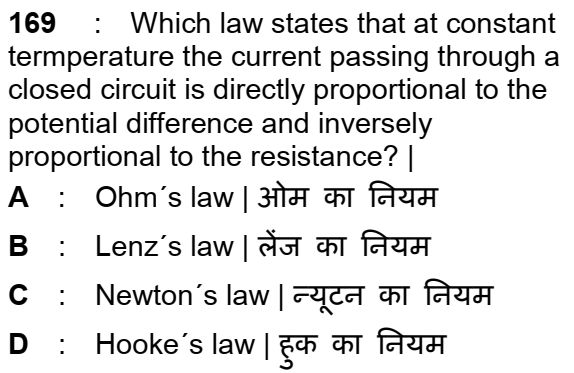 169 : Which law states that at constant
termperature the current passing through a
closed circuit is directly proportional to the
potential difference and inversely
proportional to the resistance? |
A : Ohm´s law | ओम का नियम
B : Lenz´s law | लेंज का नियम
C : Newton´s law | न्यूटन का नियम
D : Hooke´s law | हुक का नियम